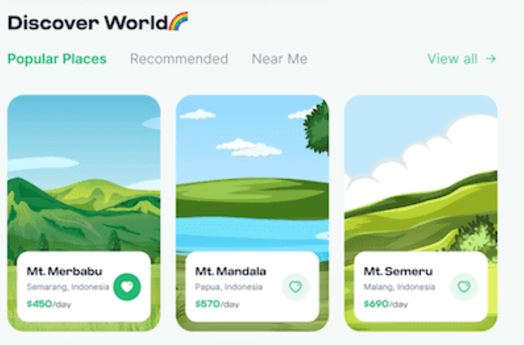 Discover World🌈
Popular Places Recommended Near Me View all →
Mt. Merbabu
Semarang, Indonesia
$450/day
Mt. Mandala
Papua, Indonesia
$570/day
Mt. Semeru
Malang, Indonesia
$690/day